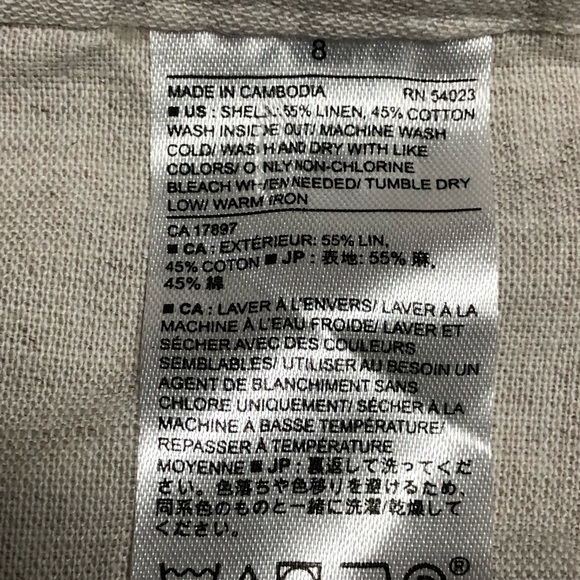 8
MADE IN CAMBODIA RN 54023
■ US : SHELL: 55% LINEN, 45% COTTON
WASH INSIDE OUT/ MACHINE WASH
COLD/ WASH AND DRY WITH LIKE
COLORS/ ONLY NON-CHLORINE
BLEACH WHEN NEEDED/ TUMBLE DRY
LOW/ WARM IRON
CA 17897
■ CA : EXTÉRIEUR: 55% LIN,
45% COTON ■ JP : 表地: 55% 麻,
45% 綿
■ CA : LAVER À L'ENVERS/ LAVER À LA
MACHINE À L'EAU FROIDE/ LAVER ET
SÉCHER AVEC DES COULEURS
SEMBLABLES/ UTILISER AU BESOIN UN
AGENT DE BLANCHIMENT SANS
CHLORE UNIQUEMENT/ SÉCHER À LA
MACHINE À BASSE TEMPÉRATURE/
REPASSER À TEMPÉRATURE
MOYENNE ■ JP : 裏返して洗ってくだ
さい。色落ちや色移りを避けるため、
同系色のものと一緒に洗濯/乾燥して
ください。
®